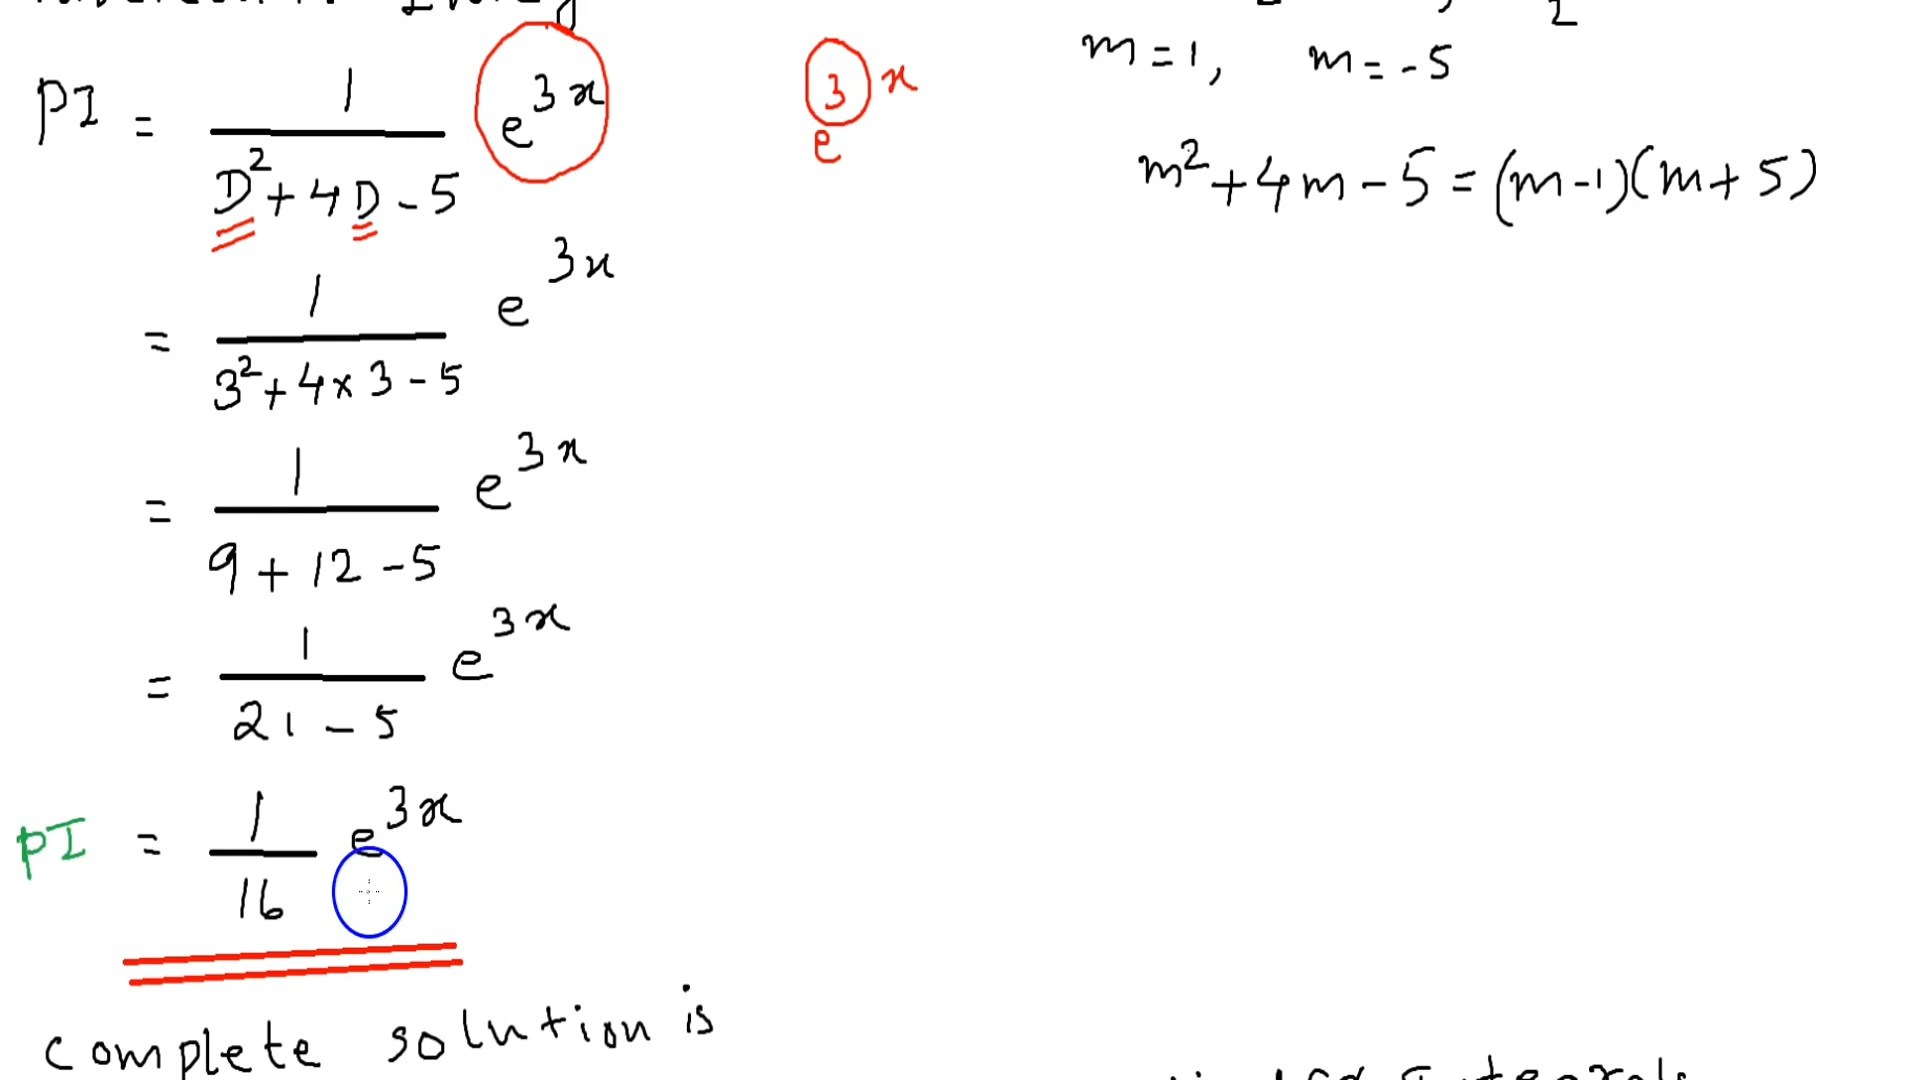 PI = 1/(D²+4D-5) e^{3x}
= 1/(3²+4×3-5) e^{3x}
= 1/(9+12-5) e^{3x}
= 1/(21-5) e^{3x}
PI = 1/16 e^{3x}
complete solution is
e^{3x}
m=1, m=-5
m²+4m-5=(m-1)(m+5)